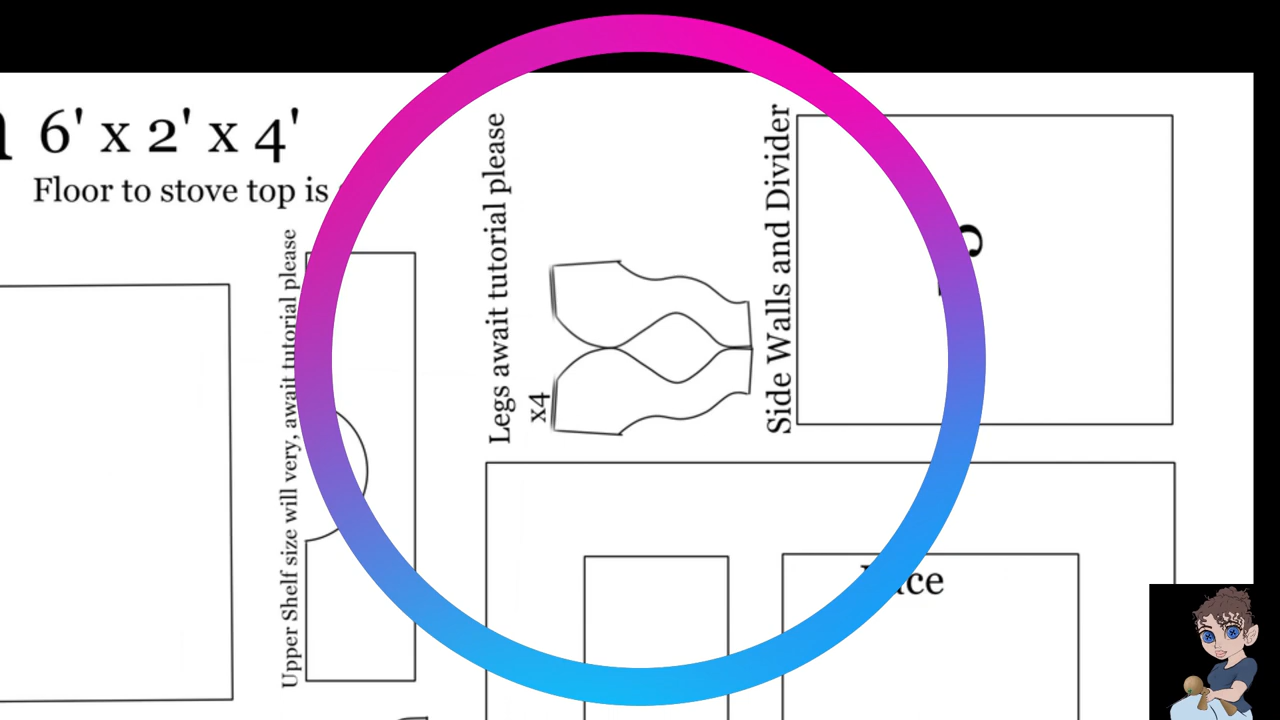 6' x 2' x 4'
Floor to stove top is
Upper Shelf size will very, await tutorial please
Legs await tutorial please
x4
Side Walls and Divider